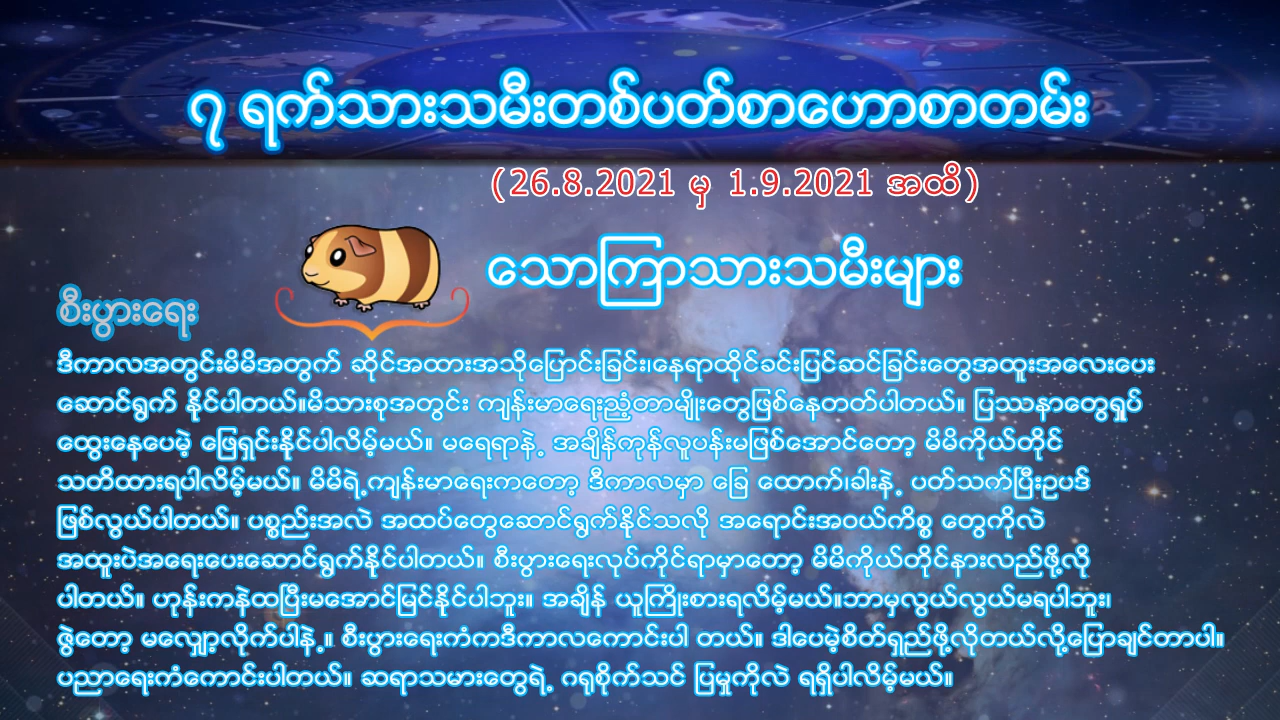 ၇ ရက်သားသမီးတစ်ပတ်စာဟောစာတမ်း
(26.8.2021 မှ 1.9.2021 အထိ)
သောကြာသားသမီးများ
စီးပွားရေး
ဒီကာလအတွင်းမိမိအတွက် ဆိုင်အထားအသိုပြောင်းခြင်း၊နေရာထိုင်ခင်းပြင်ဆင်ခြင်းတွေအထူးအလေးပေး
ဆောင်ရွက် နိုင်ပါတယ်။မိသားစုအတွင်း ကျန်းမာရေးညံ့တာမျိုးတွေဖြစ်နေတတ်ပါတယ်။ ပြဿနာတွေရှုပ်
ထွေးနေပေမဲ့ ဖြေရှင်းနိုင်ပါလိမ့်မယ်။ မရေရာနဲ့ အချိန်ကုန်လူပန်းမဖြစ်အောင်တော့ မိမိကိုယ်တိုင်
သတိထားရပါလိမ့်မယ်။ မိမိရဲ့ကျန်းမာရေးကတော့ ဒီကာလမှာ ခြေ ထောက်၊ခါးနဲ့ ပတ်သက်ပြီးဥပဒ်
ဖြစ်လွယ်ပါတယ်။ ပစ္စည်းအလဲ အထပ်တွေဆောင်ရွက်နိုင်သလို အရောင်းအဝယ်ကိစ္စ တွေကိုလဲ
အထူးပဲအရေးပေးဆောင်ရွက်နိုင်ပါတယ်။ စီးပွားရေးလုပ်ကိုင်ရာမှာတော့ မိမိကိုယ်တိုင်နားလည်ဖို့လို
ပါတယ်။ ဟုန်းကနဲထပြီးမအောင်မြင်နိုင်ပါဘူး။ အချိန် ယူကြိုးစားရလိမ့်မယ်။ဘာမှလွယ်လွယ်မရပါဘူး၊
ဇွဲတော့ မလျှော့လိုက်ပါနဲ့။ စီးပွားရေးကံကဒီကာလကောင်းပါ တယ်။ ဒါပေမဲ့စိတ်ရှည်ဖို့လိုတယ်လို့ပြောချင်တာပါ။
ပညာရေးကံကောင်းပါတယ်။ ဆရာသမားတွေရဲ့ ဂရုစိုက်သင် ပြမှုကိုလဲ ရရှိပါလိမ့်မယ်။